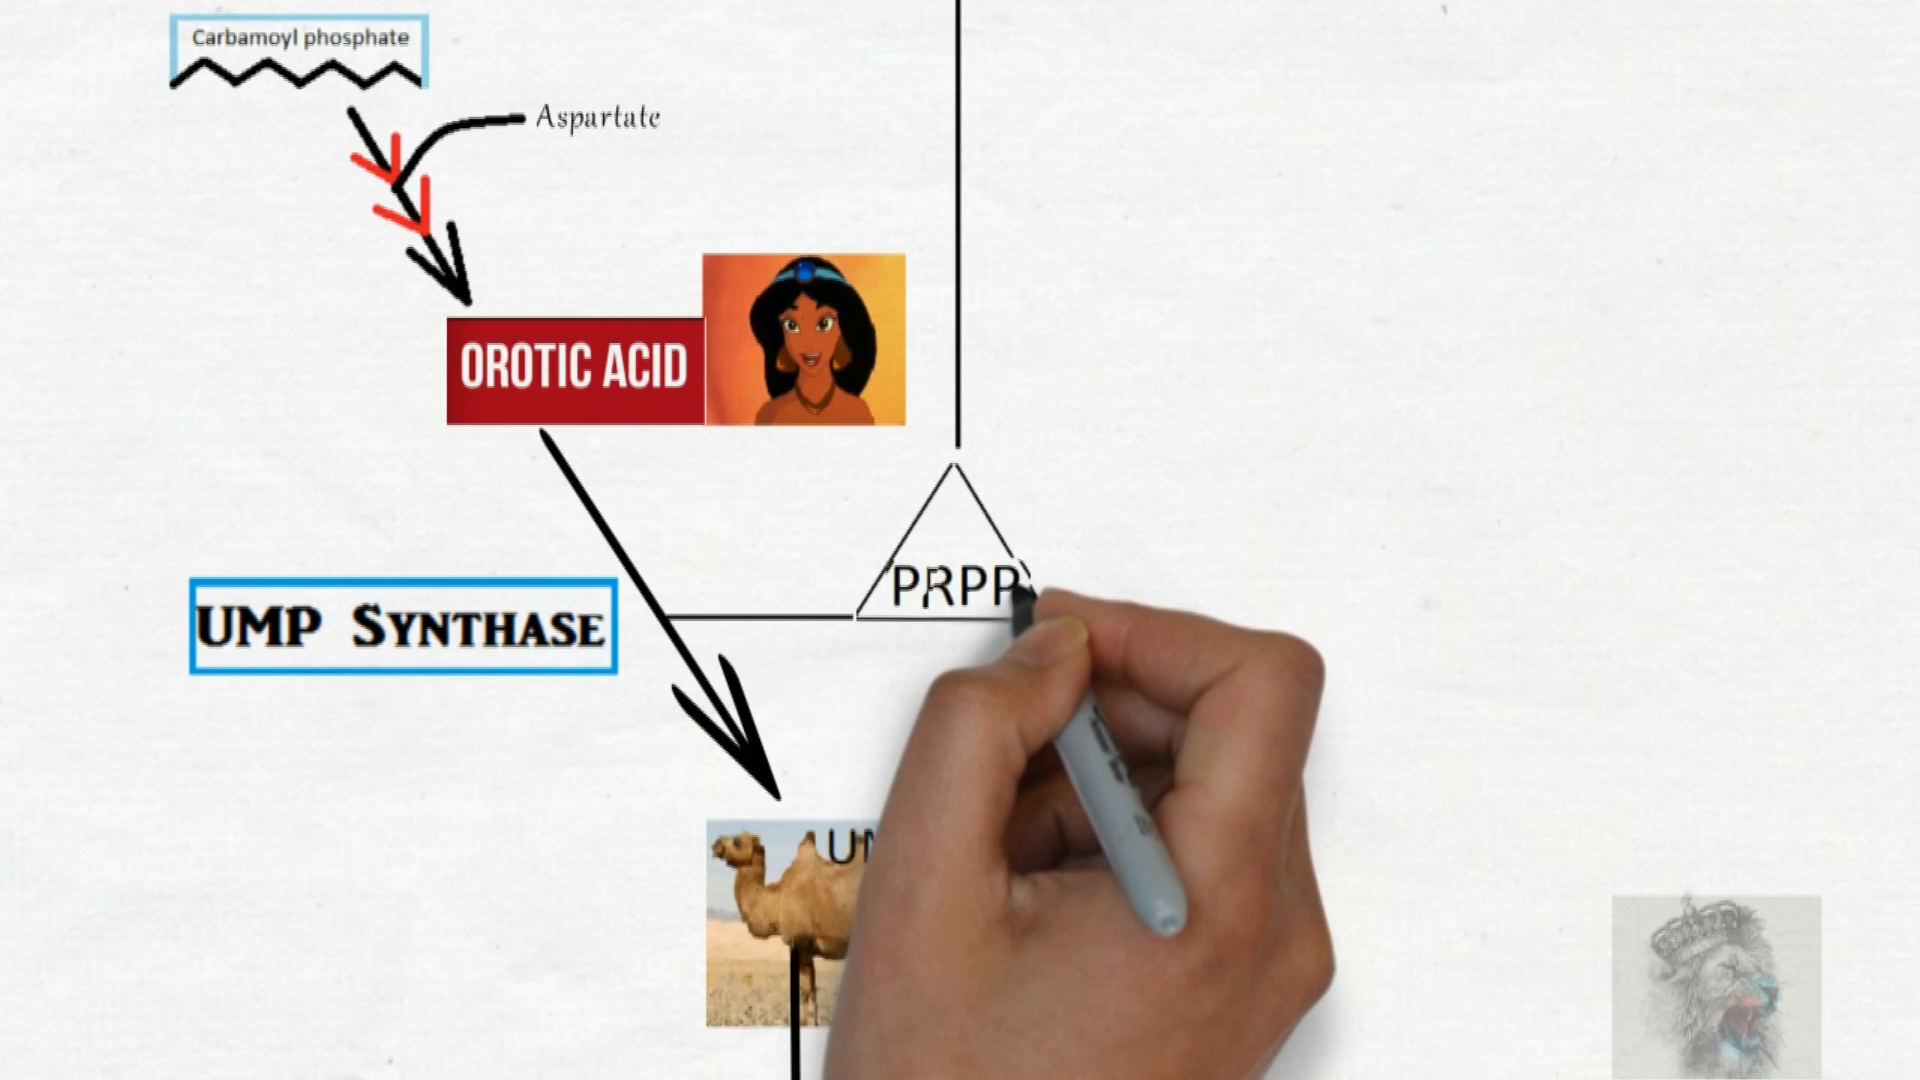 Carbamoyl phosphate
Aspartate
OROTIC ACID
PRPP
UMP SYNTHASE